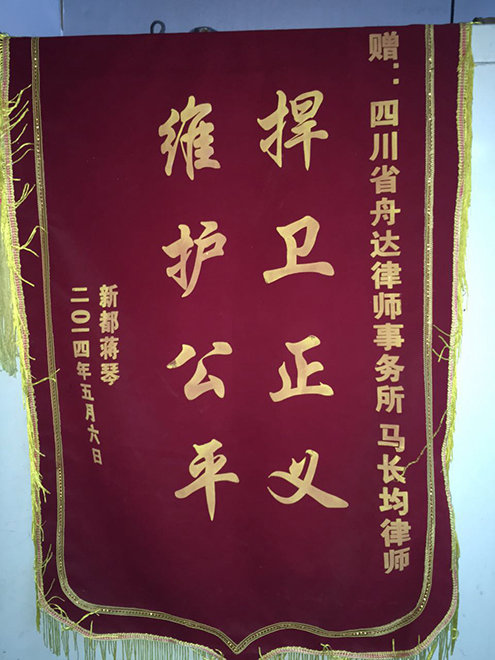 赠：四川省舟达律师事务所 马长均律师
捍卫正义
维护公平
新都蒋琴
二〇一四年五月六日